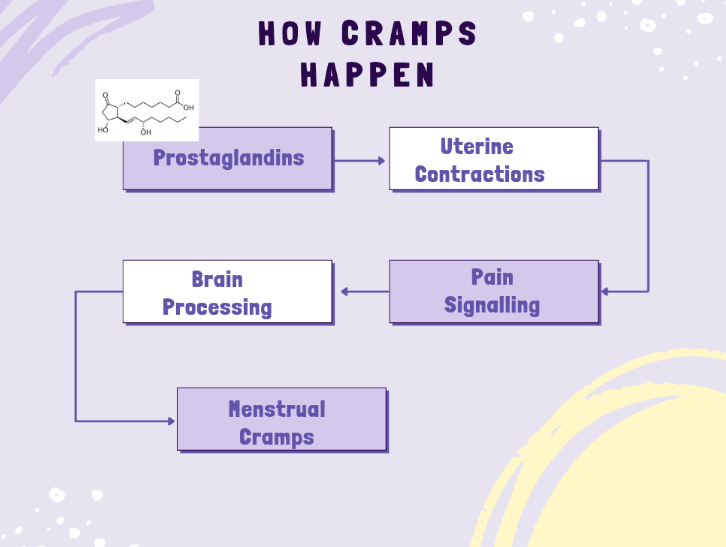 HOW CRAMPS
HAPPEN
O
O
OH
HO
OH
Prostaglandins
Uterine
Contractions
Pain
Signalling
Brain
Processing
Menstrual
Cramps